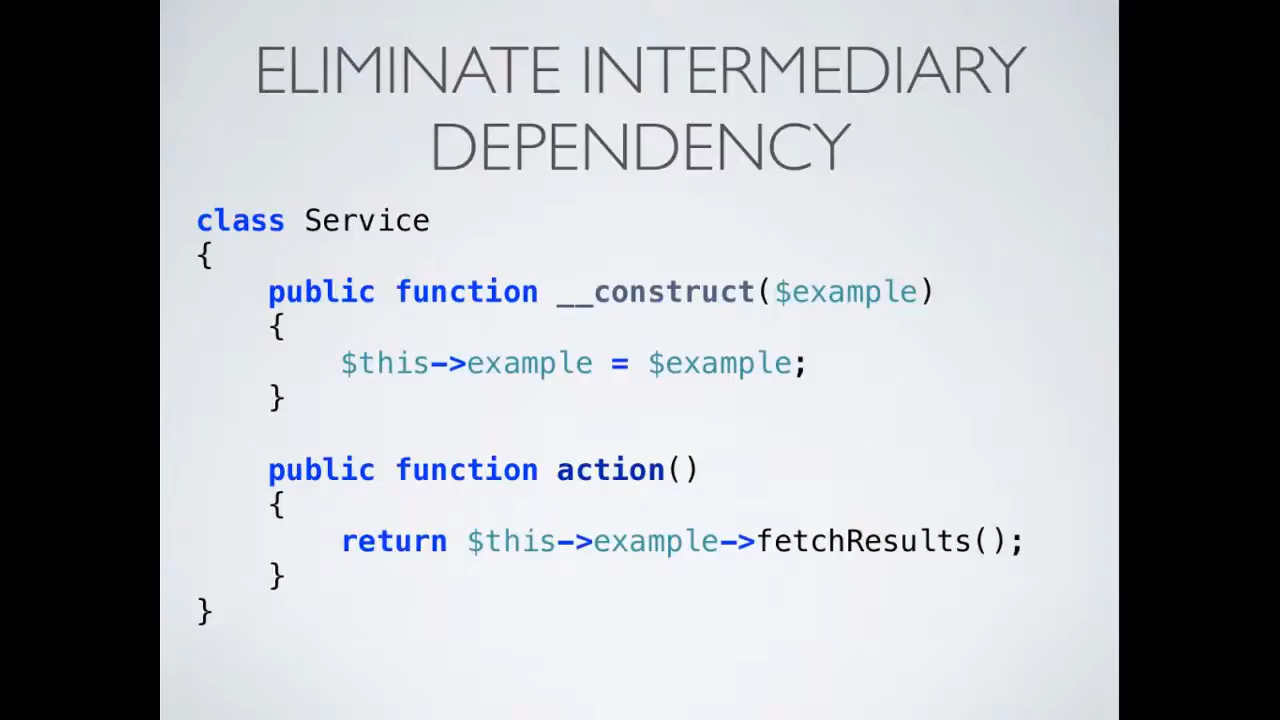 ELIMINATE INTERMEDIARY
DEPENDENCY
class Service
{
    public function __construct($example)
    {
        $this->example = $example;
    }

    public function action()
    {
        return $this->example->fetchResults();
    }
}